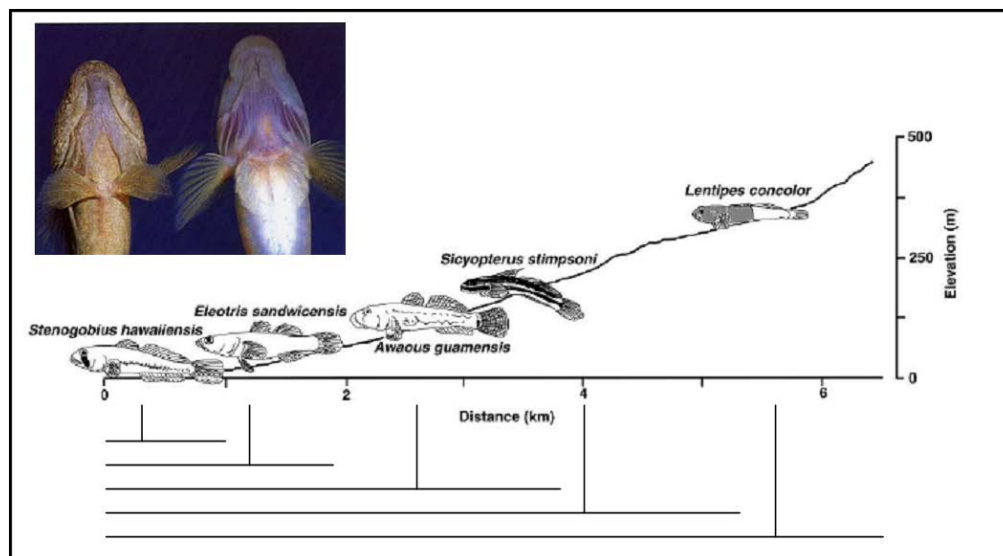 500
Lentipes concolor
Sicyopterus stimpsoni
250
Elevation (m)
Eleotris sandwicensis
Stenogobius hawaiiensis
Awaous guamensis
0
0
2
4
6
Distance (km)